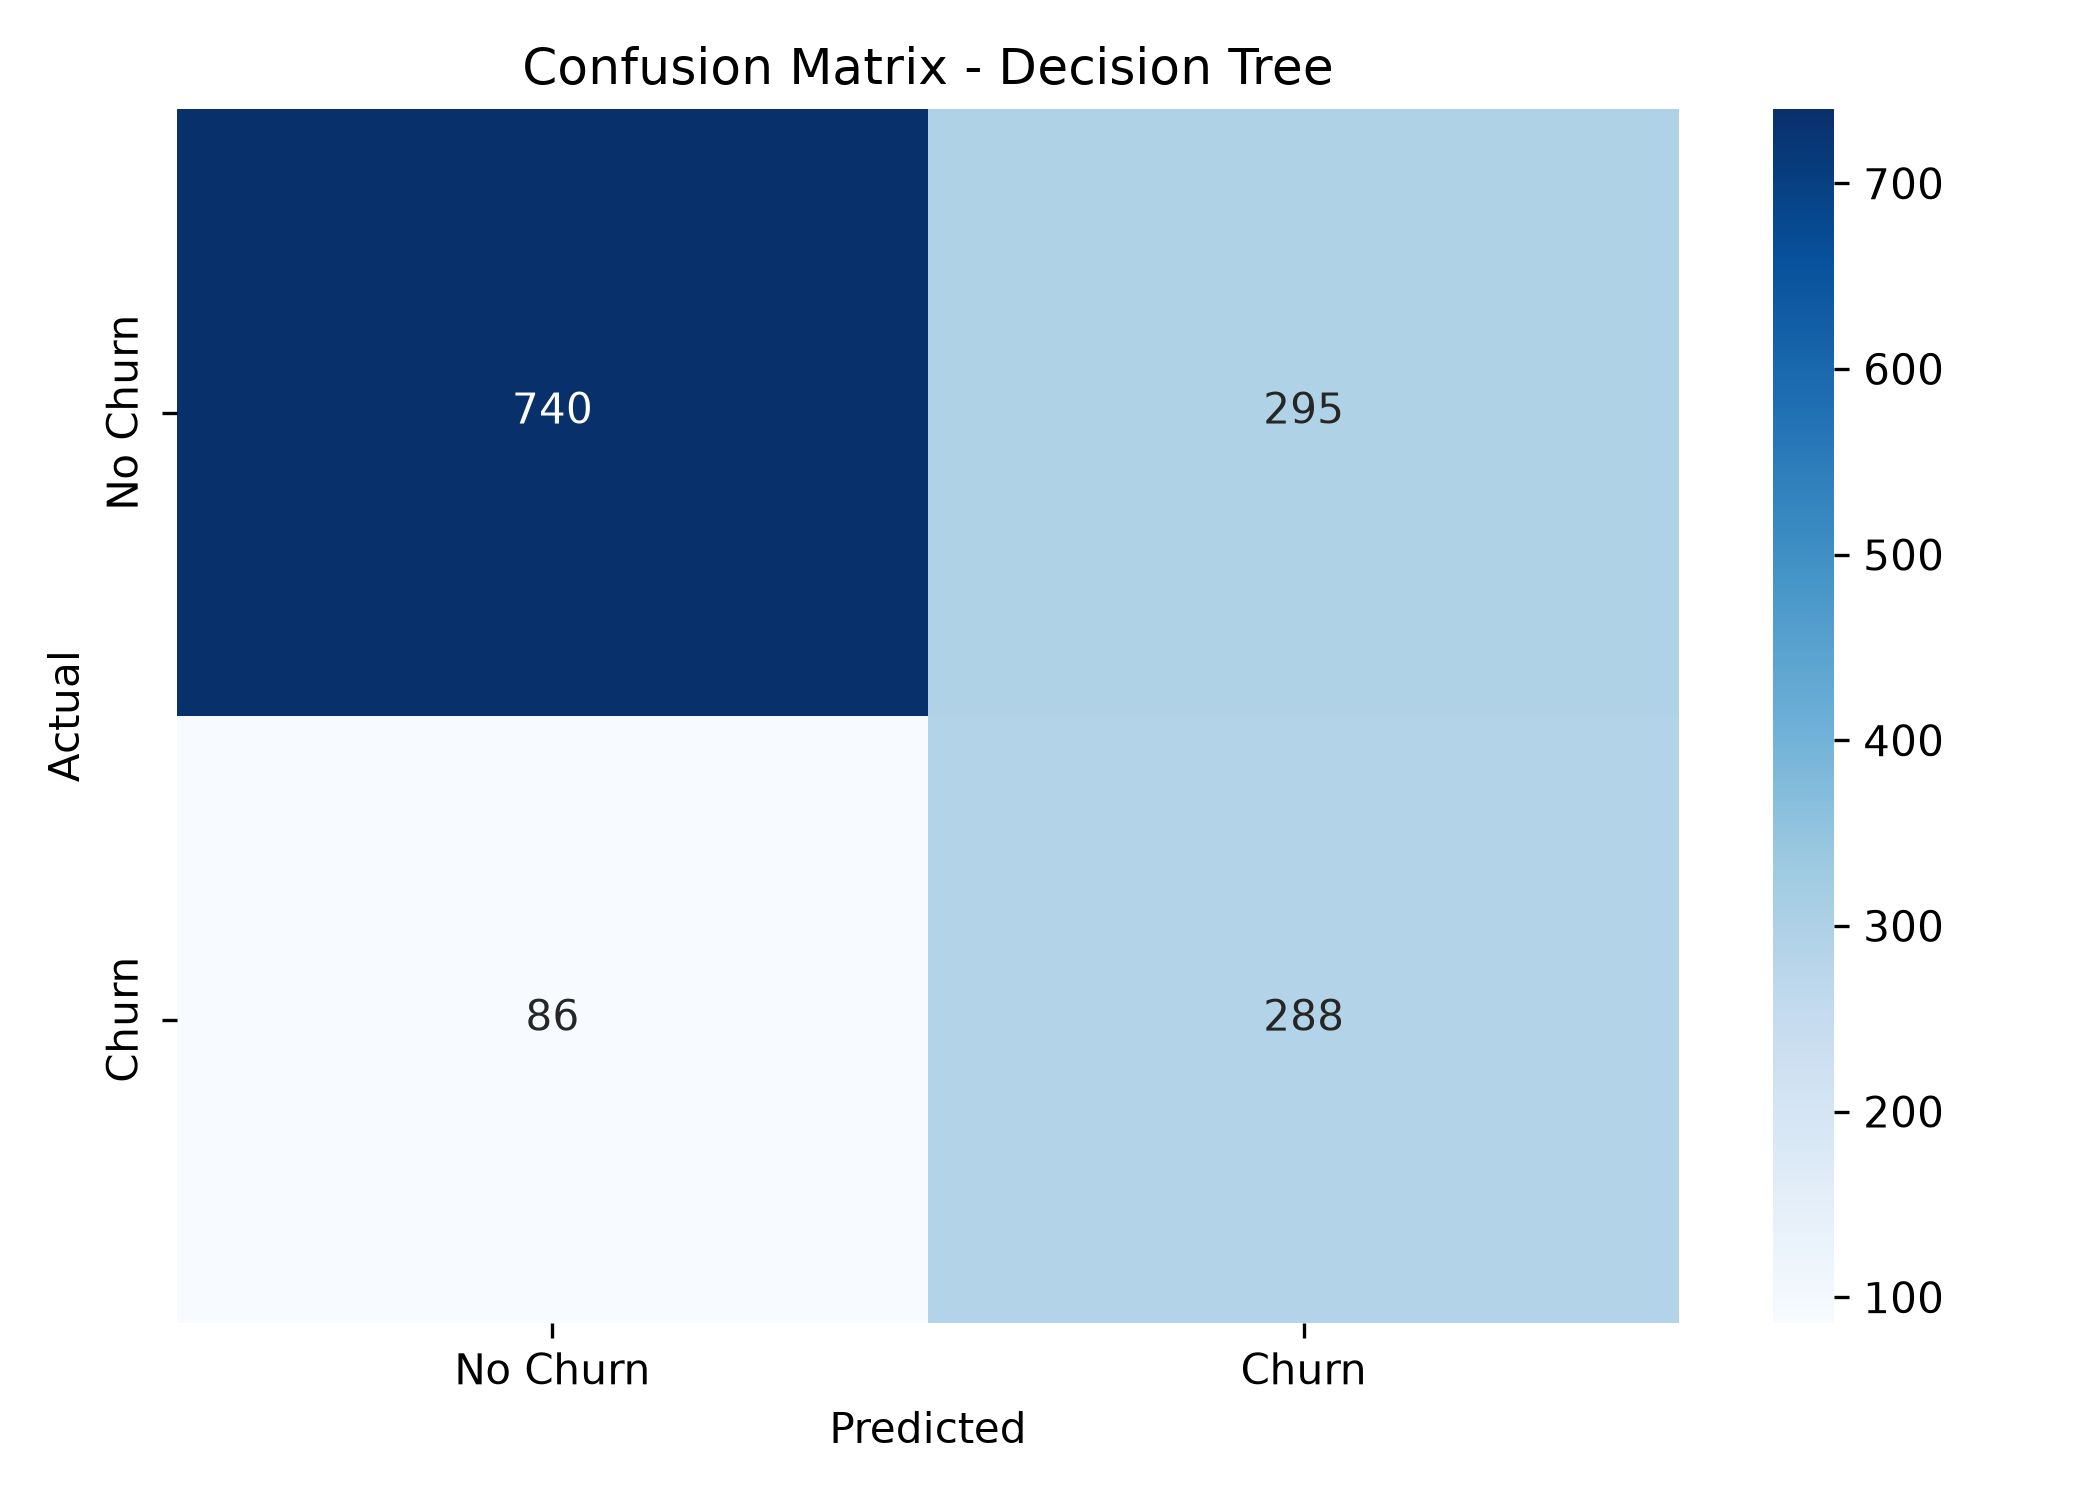 Confusion Matrix - Decision Tree
Actual
No Churn
Churn
740
295
86
288
No Churn
Churn
Predicted
700
600
500
400
300
200
100